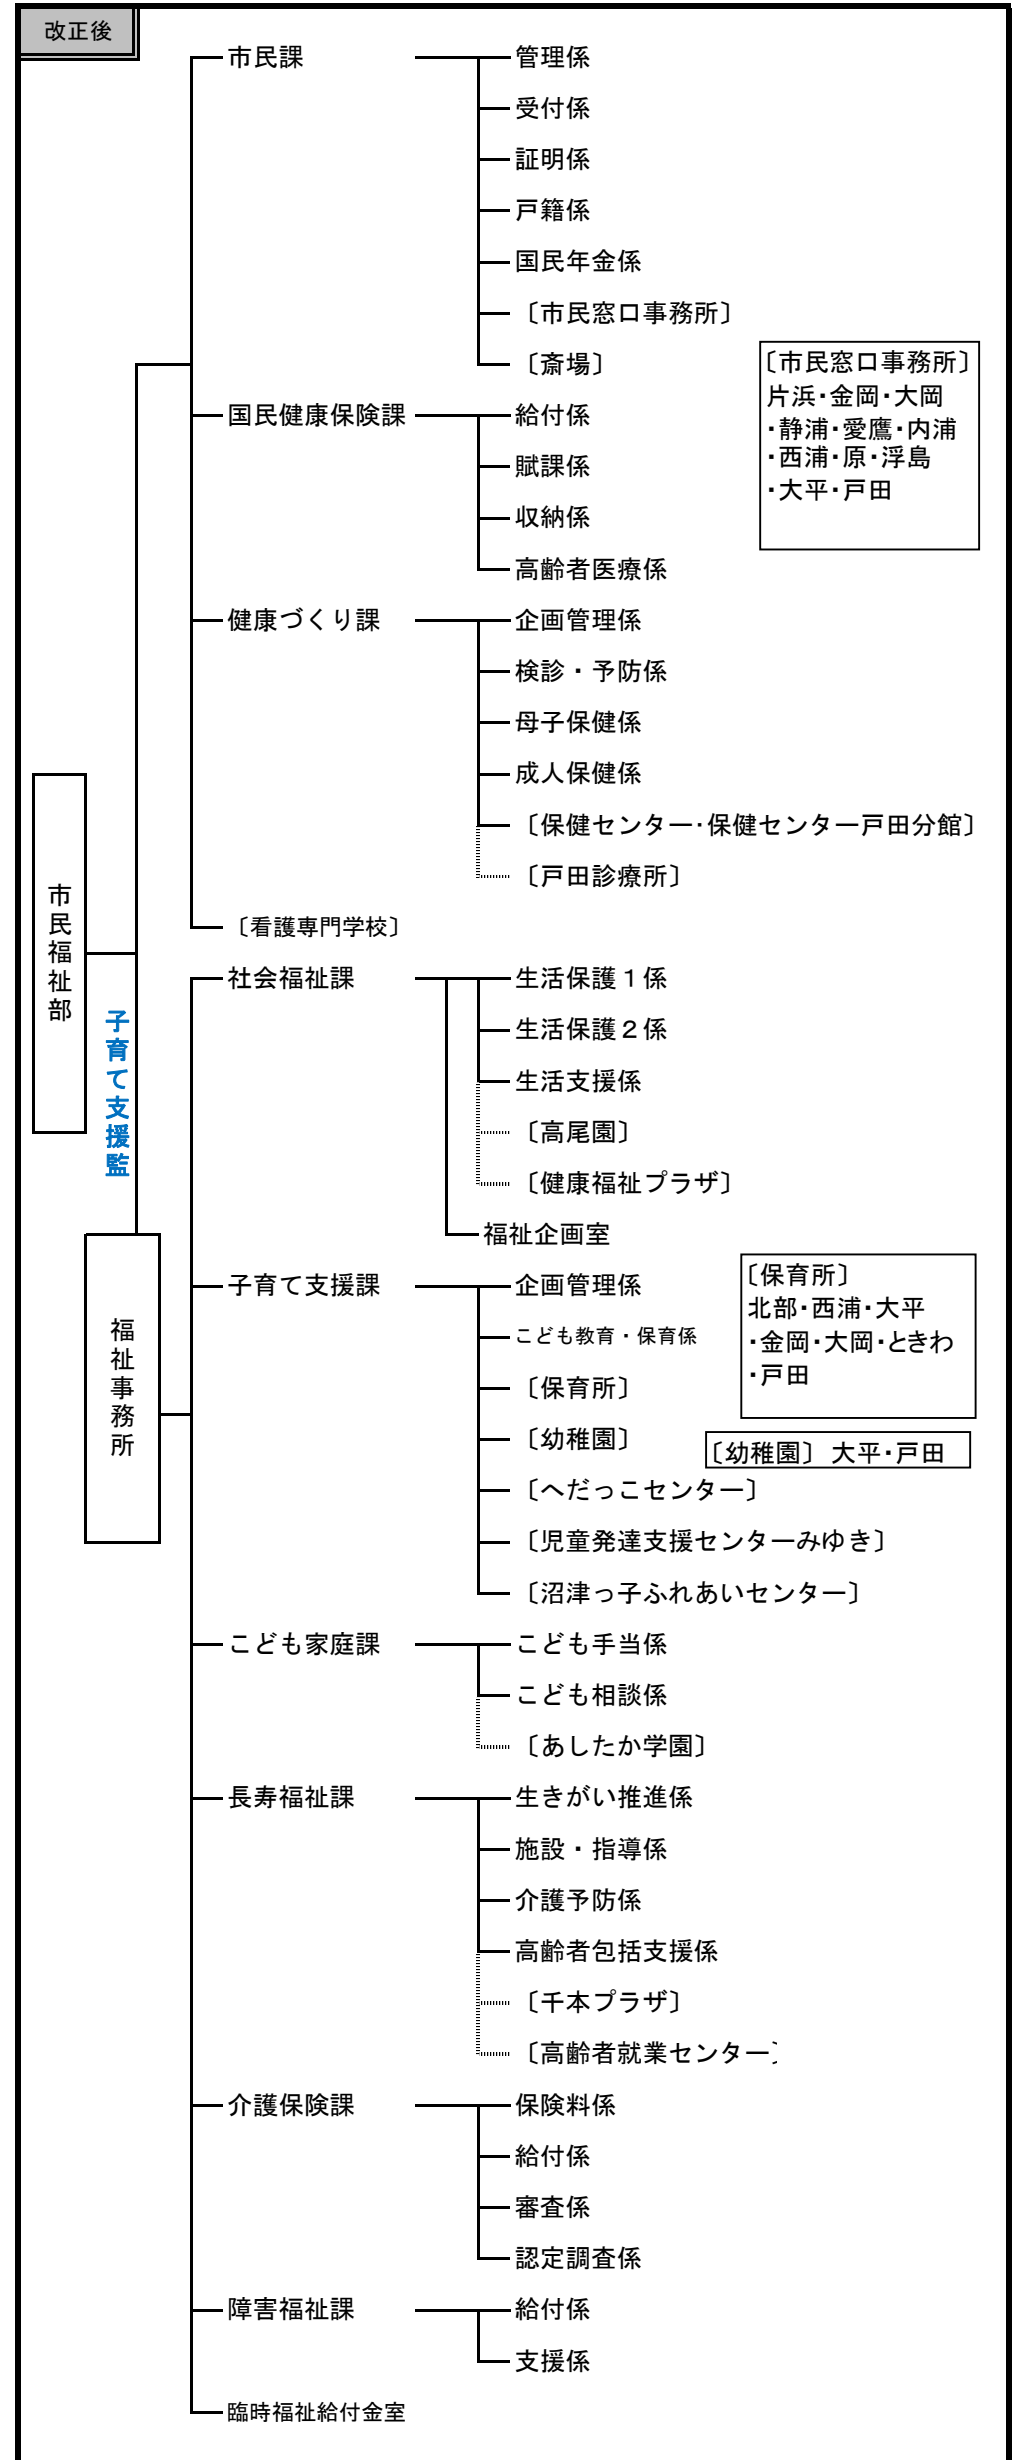 改正後
市民福祉部
子育て支援監
福祉事務所
市民課
管理係
受付係
証明係
戸籍係
国民年金係
〔市民窓口事務所〕
〔斎場〕
〔市民窓口事務所〕
片浜・金岡・大岡
・静浦・愛鷹・内浦
・西浦・原・浮島
・大平・戸田
国民健康保険課
給付係
賦課係
収納係
高齢者医療係
健康づくり課
企画管理係
検診・予防係
母子保健係
成人保健係
〔保健センター・保健センター戸田分館〕
〔戸田診療所〕
〔看護専門学校〕
社会福祉課
生活保護１係
生活保護２係
生活支援係
〔高尾園〕
〔健康福祉プラザ〕
福祉企画室
子育て支援課
企画管理係
こども教育・保育係
〔保育所〕
〔幼稚園〕
〔へだっこセンター〕
〔児童発達支援センターみゆき〕
〔沼津っ子ふれあいセンター〕
〔保育所〕
北部・西浦・大平
・金岡・大岡・ときわ
・戸田
〔幼稚園〕 大平・戸田
こども家庭課
こども手当係
こども相談係
〔あしたか学園〕
長寿福祉課
生きがい推進係
施設・指導係
介護予防係
高齢者包括支援係
〔千本プラザ〕
〔高齢者就業センター〕
介護保険課
保険料係
給付係
審査係
認定調査係
障害福祉課
給付係
支援係
臨時福祉給付金室